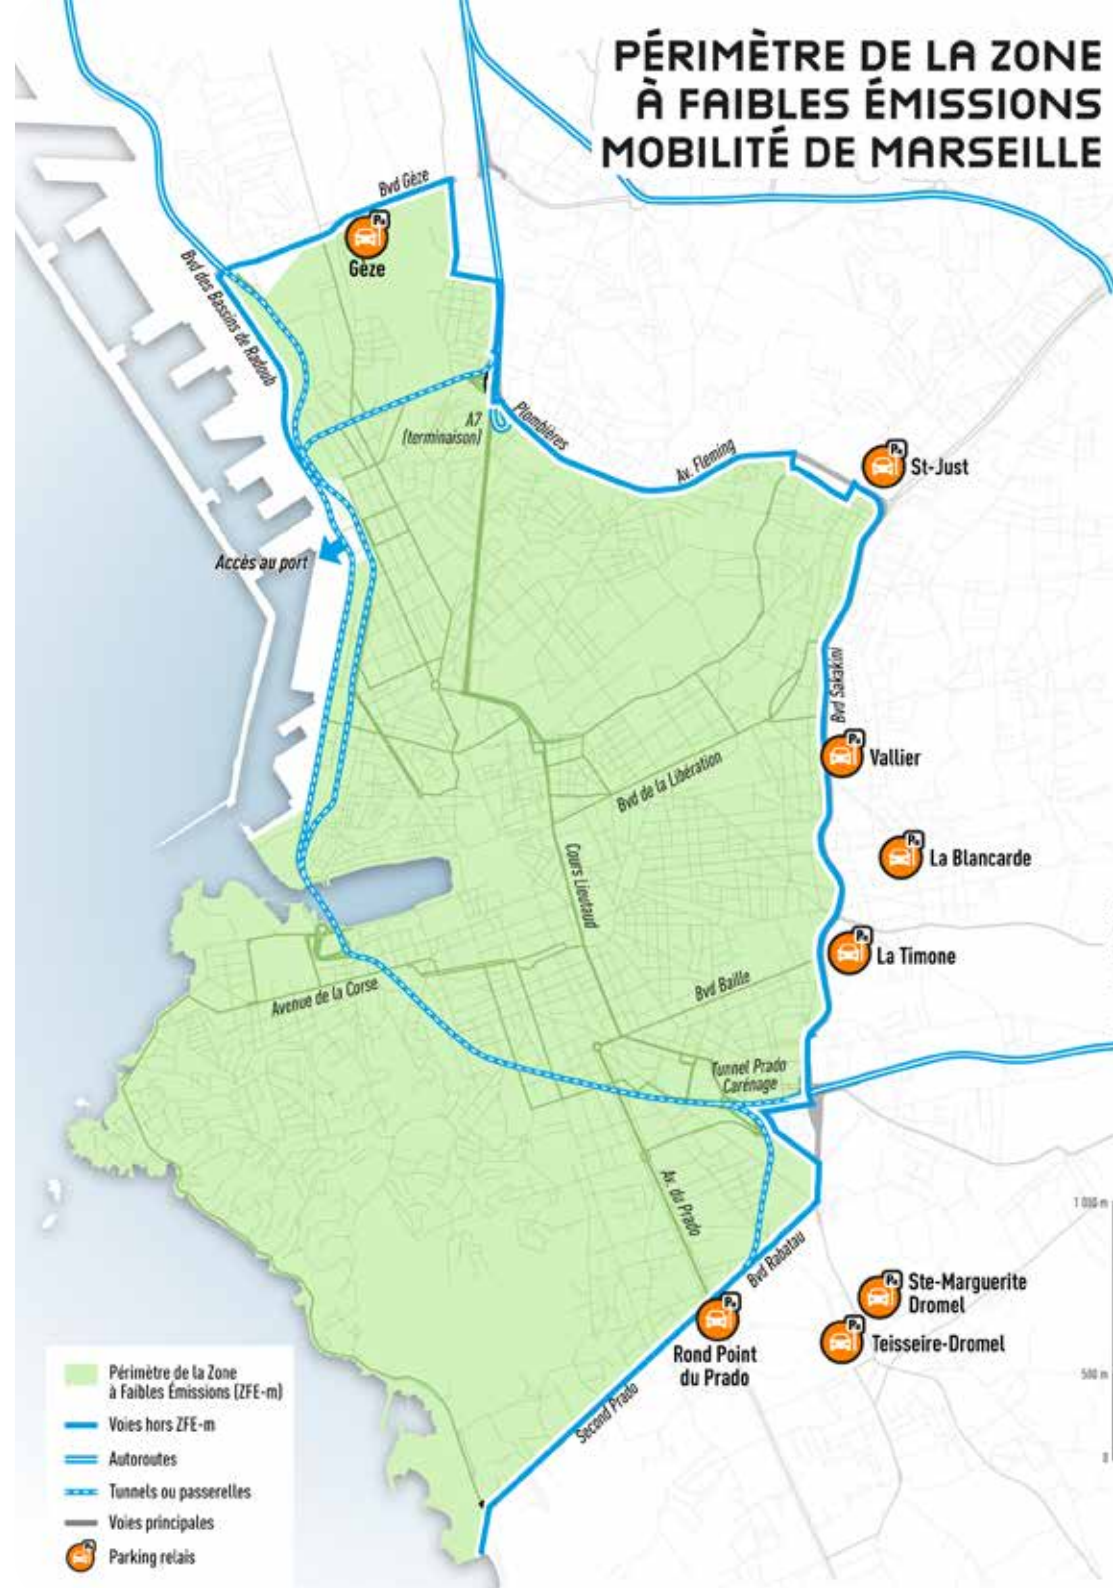 PÉRIMÈTRE DE LA ZONE
À FAIBLES ÉMISSIONS
MOBILITÉ DE MARSEILLE
Bvd Gèze
Gèze
Bvd des Bassins de Radoub
A7
(terminaison)
Plombières
Av. Fleming
St-Just
Accès au port
Bvd Sakakini
Vallier
Bvd de la Libération
La Blancarde
Cours Lieutaud
La Timone
Bvd Baille
Avenue de la Corse
Tunnel Prado
Carénage
Av. du Prado
1 000 m
Bvd Rabatau
Ste-Marguerite
Dromel
Teisseire-Dromel
Rond Point
du Prado
500 m
Second Prado
0
Périmètre de la Zone
à Faibles Émissions (ZFE-m)
Voies hors ZFE-m
Autoroutes
Tunnels ou passerelles
Voies principales
Parking relais